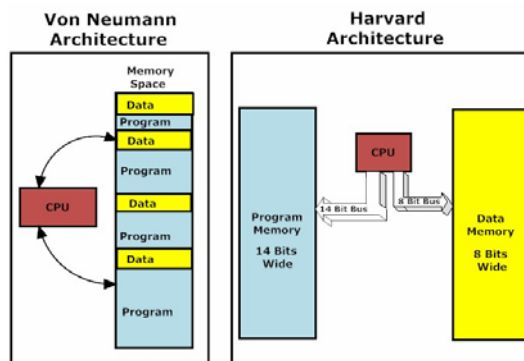 Von Neumann
Architecture
Memory
Space
Data
Program
Data
Program
Data
Program
Data
Program
CPU
Harvard
Architecture
CPU
14 Bit Bus
8 Bit Bus
Program
Memory
14 Bits
Wide
Data
Memory
8 Bits
Wide